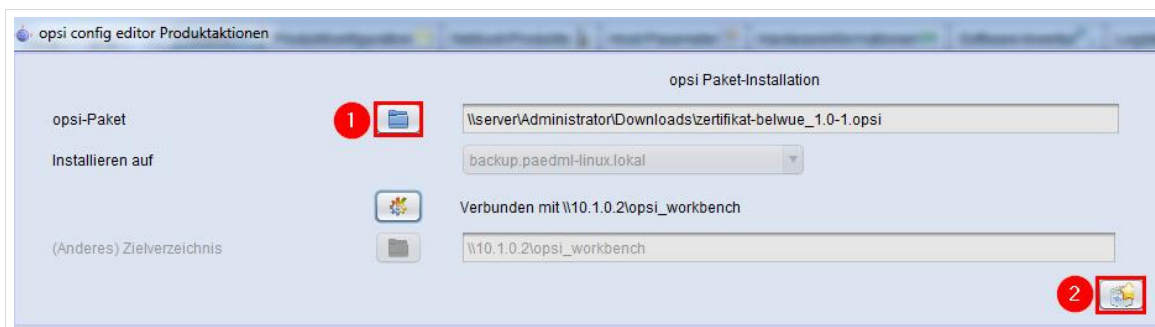 opsi config editor Produktaktionen
opsi Paket-Installation
opsi-Paket
1
\\server\Administrator\Downloads\zertifikat-belwue_1.0-1.opsi
Installieren auf
backup.paedml-linux.lokal
Verbunden mit \\10.1.0.2\opsi_workbench
(Anderes) Zielverzeichnis
\\10.1.0.2\opsi_workbench
2